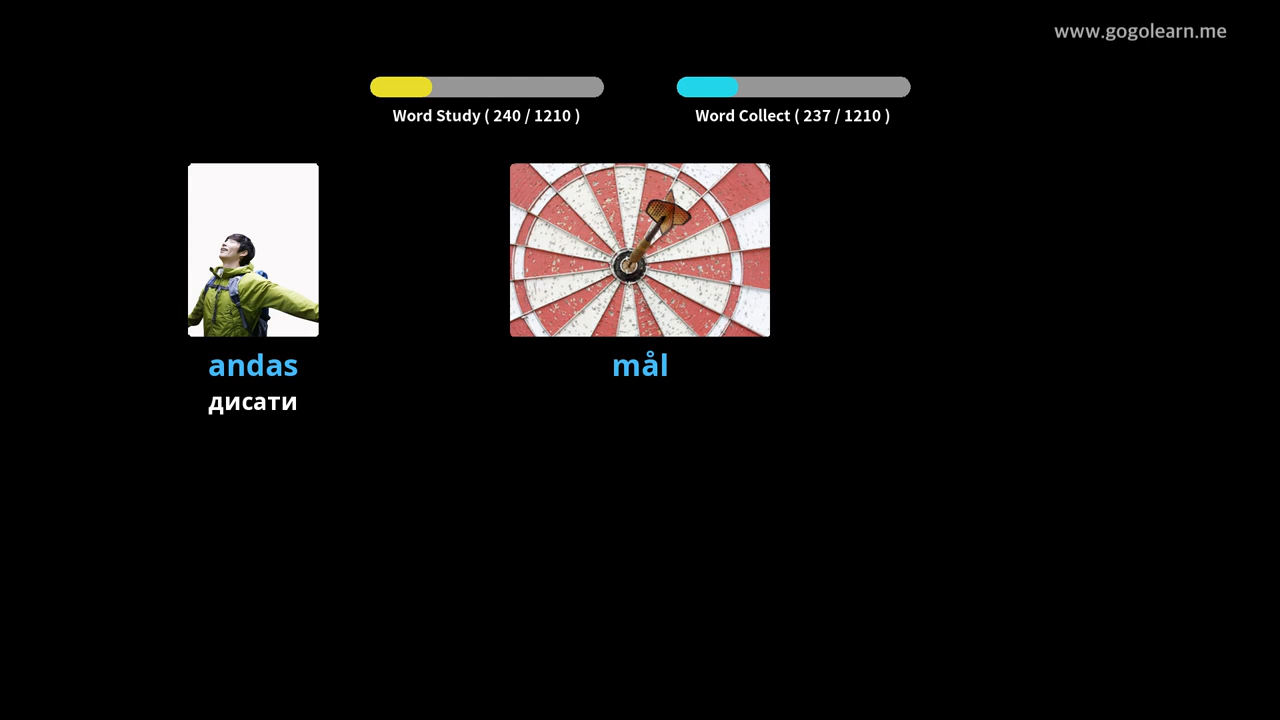 www.gogolearn.me
Word Study ( 240 / 1210 )
Word Collect ( 237 / 1210 )
andas
дисати
mål